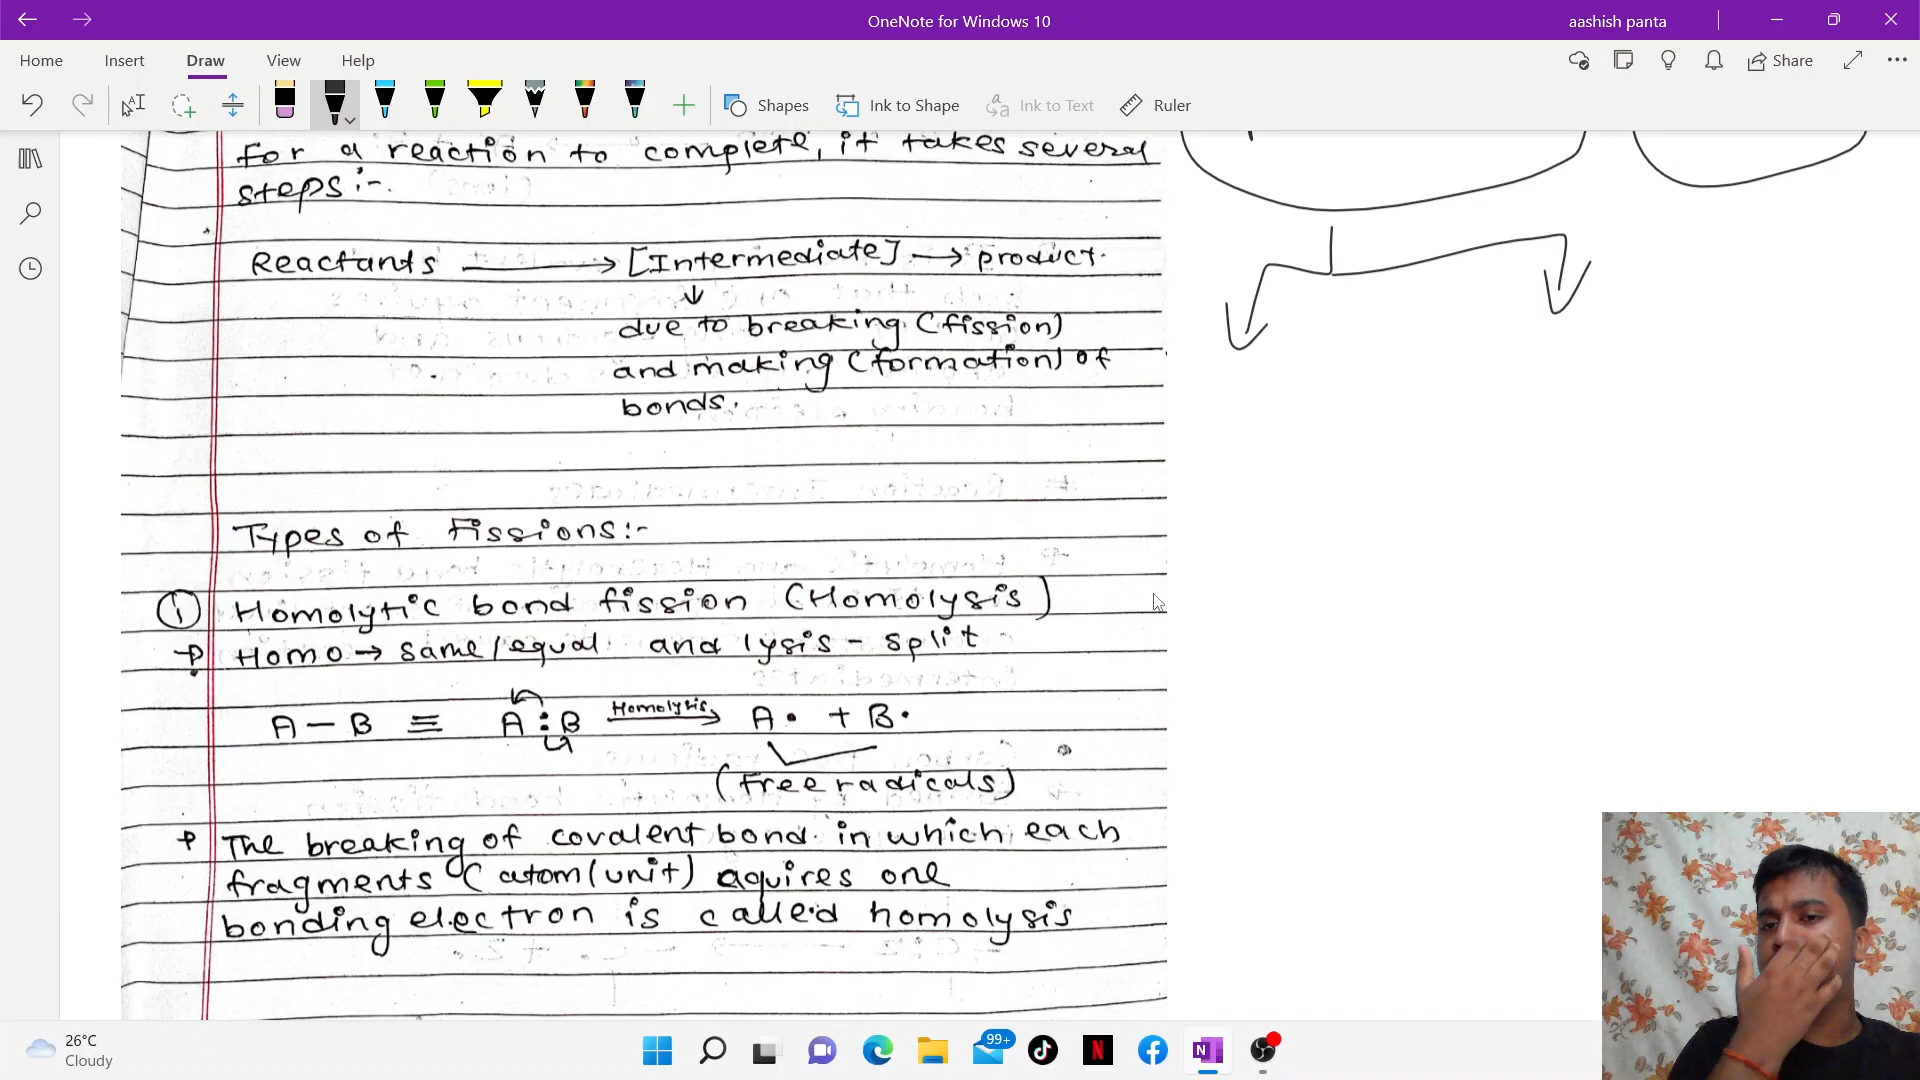 OneNote for Windows 10
aashish panta
Home Insert Draw View Help
Share
Shapes Ink to Shape Ink to Text Ruler
For a reaction to complete, it takes several
steps:-
Reactants → [Intermediate] → product.
↓
due to breaking (fission)
and making (formation) of
bonds.
Types of Fissions:-
① Homolytic bond fission (Homolysis)
Homo → same/equal and lysis - split
A — B ≡ A : B Homolysis → A• + B•
(Free radicals)
The breaking of covalent bond in which each
fragments (atom/unit) aquires one
bonding electron is called homolysis
26°C
Cloudy
99+